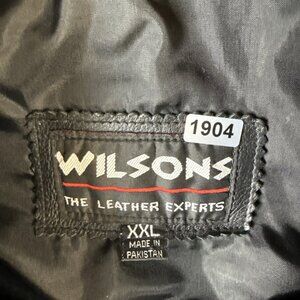 1904
WILSONS
THE LEATHER EXPERTS
XXL
MADE IN
PAKISTAN